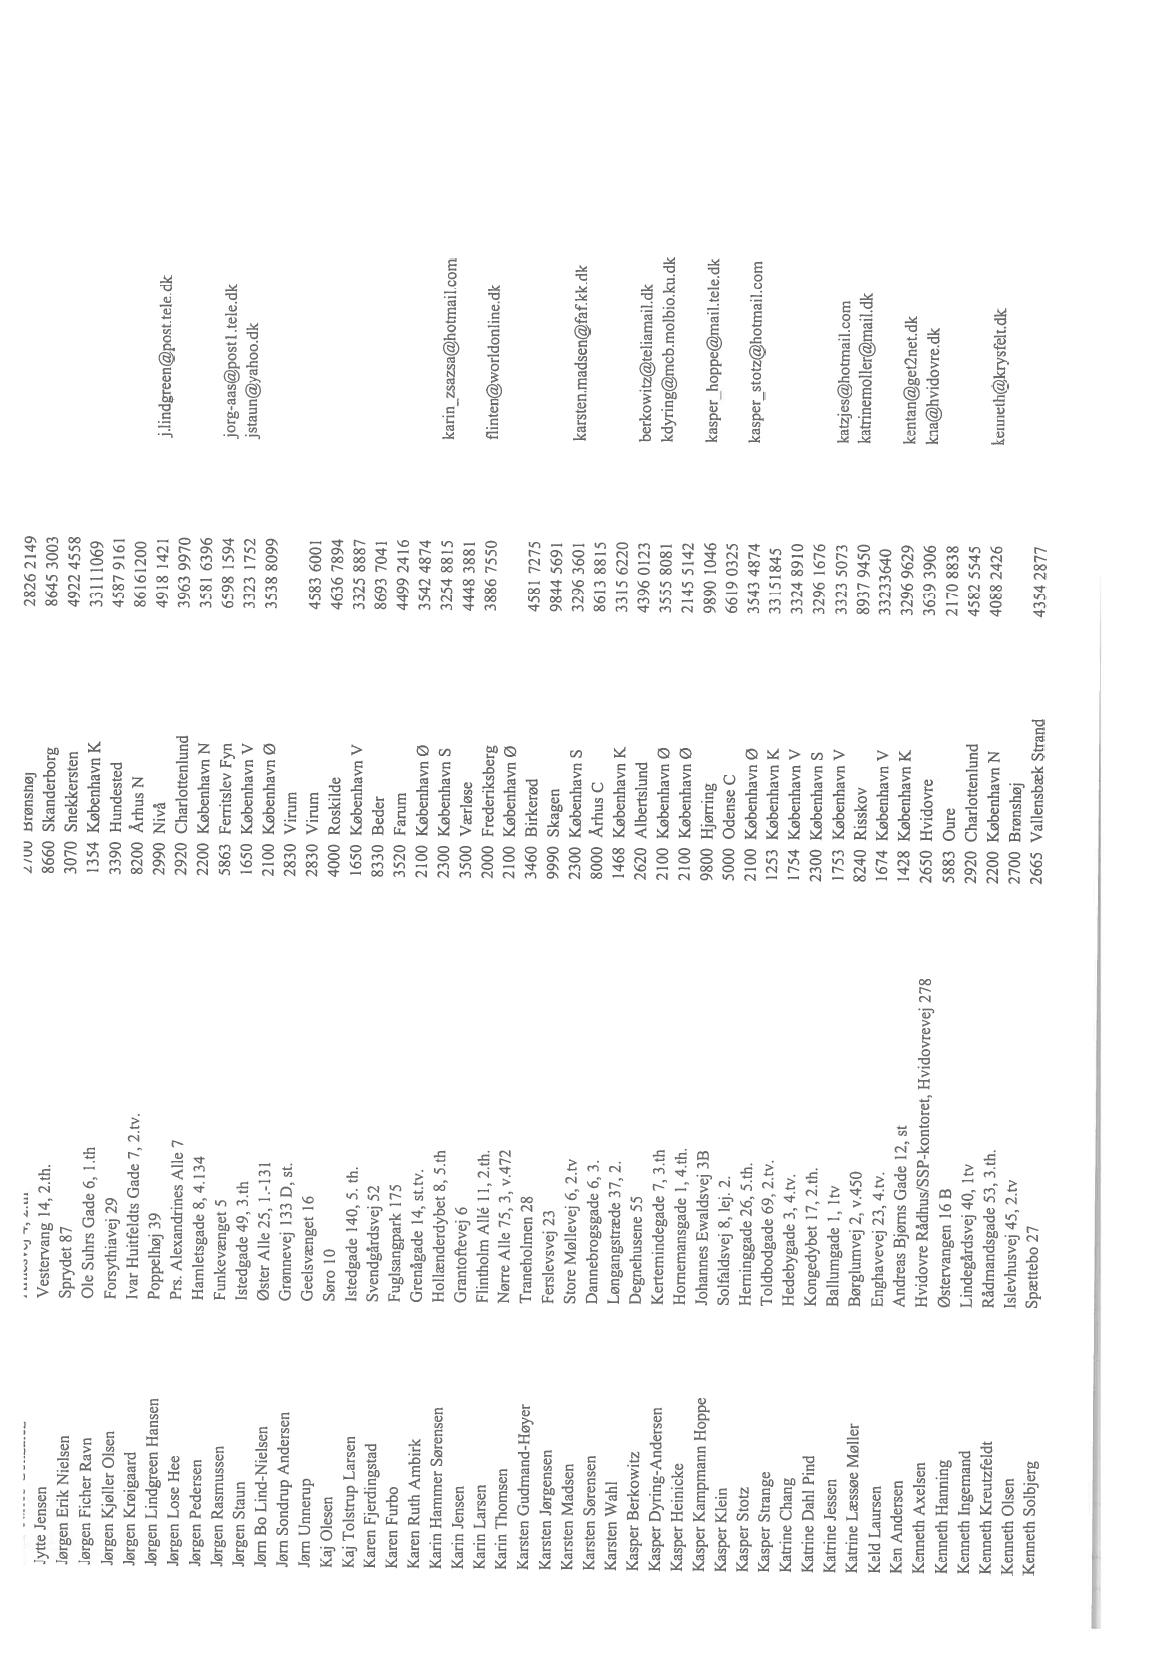 2700 Brønshøj 2826 2149
Jytte Jensen Vestervang 14, 2.th. 8660 Skanderborg 8645 3003
Jørgen Erik Nielsen Sprydet 87 3070 Snekkersten 4922 4558
Jørgen Ficher Ravn Ole Suhrs Gade 6, 1.th 1354 København K 33111069
Jørgen Kjøller Olsen Forsythiavej 29 3390 Hundested 4587 9161
Jørgen Krøigaard Ivar Huitfeldts Gade 7, 2.tv. 8200 Århus N 86161200
Jørgen Lindgreen Hansen Poppelhøj 39 2990 Nivå 4918 1421 j.lindgreen@post.tele.dk
Jørgen Lose Hee Prs. Alexandrines Alle 7 2920 Charlottenlund 3963 9970
Jørgen Pedersen Hamletsgade 8, 4.134 2200 København N 3581 6396
Jørgen Rasmussen Funkevænget 5 5863 Ferritslev Fyn 6598 1594 jorg-aas@post1.tele.dk
Jørgen Staun Istedgade 49, 3.th 1650 København V 3323 1752 jstaun@yahoo.dk
Jørn Bo Lind-Nielsen Øster Alle 25, 1.-131 2100 København Ø 3538 8099
Jørn Sondrup Andersen Grønnevej 133 D, st. 2830 Virum
Jørn Unnerup Geelsvænget 16 2830 Virum 4583 6001
Kaj Olesen Søro 10 4000 Roskilde 4636 7894
Kaj Tolstrup Larsen Istedgade 140, 5. th. 1650 København V 3325 8887
Karen Fjerdingstad Svendgårdsvej 52 8330 Beder 8693 7041
Karen Furbo Fuglsangpark 175 3520 Farum 4499 2416
Karen Ruth Ambirk Grenågade 14, st.tv. 2100 København Ø 3542 4874
Karin Hammer Sørensen Hollænderdybet 8, 5.th 2300 København S 3254 8815 karin_zsazsa@hotmail.com
Karin Jensen Grantoftevej 6 3500 Værløse 4448 3881
Karin Larsen Flintholm Allé 11, 2.th. 2000 Frederiksberg 3886 7550 flinten@worldonline.dk
Karin Thomsen Nørre Alle 75, 3, v.472 2100 København Ø
Karsten Gudmand-Høyer Traneholmen 28 3460 Birkerød 4581 7275
Karsten Jørgensen Ferslevsvej 23 9990 Skagen 9844 5691
Karsten Madsen Store Møllevej 6, 2.tv 2300 København S 3296 3601 karsten.madsen@faf.kk.dk
Karsten Sørensen Dannebrogsgade 6, 3. 8000 Århus C 8613 8815
Karsten Wahl Løngangstræde 37, 2. 1468 København K 3315 6220
Kasper Berkowitz Degnehusene 55 2620 Albertslund 4396 0123 berkowitz@teliamail.dk
Kasper Dyring-Andersen Kertemindegade 7, 3.th 2100 København Ø 3555 8081 kdyring@mcb.molbio.ku.dk
Kasper Heinicke Hornemansgade 1, 4.th. 2100 København Ø 2145 5142
Kasper Kampmann Hoppe Johannes Ewaldsvej 3B 9800 Hjørring 9890 1046 kasper_hoppe@mail.tele.dk
Kasper Klein Solfaldsvej 8, lej. 2. 5000 Odense C 6619 0325
Kasper Stotz Herninggade 26, 5.th. 2100 København Ø 3543 4874 kasper_stotz@hotmail.com
Kasper Strange Toldbodgade 69, 2.tv. 1253 København K 33151845
Katrine Chang Hedebygade 3, 4.tv. 1754 København V 3324 8910
Katrine Dahl Pind Kongedybet 17, 2.th. 2300 København S 3296 1676
Katrine Jessen Ballumgade 1, 1tv 1753 København V 3323 5073 katzjes@hotmail.com
Katrine Læssøe Møller Børglumvej 2, v.450 8240 Risskov 8937 9450 katrinemoller@mail.dk
Keld Laursen Enghavevej 23, 4.tv. 1674 København V 33233640
Ken Andersen Andreas Bjørns Gade 12, st 1428 København K 3296 9629 kentan@get2net.dk
Kenneth Axelsen Hvidovre Rådhus/SSP-kontoret, Hvidovrevej 278 2650 Hvidovre 3639 3906 kna@hvidovre.dk
Kenneth Hanning Østervangen 16 B 5883 Oure 2170 8838
Kenneth Ingemand Lindegårdsvej 40, 1tv 2920 Charlottenlund 4582 5545
Kenneth Kreutzfeldt Rådmandsgade 53, 3.th. 2200 København N 4088 2426 kenneth@krysfelt.dk
Kenneth Olsen Islevhusvej 45, 2.tv 2700 Brønshøj
Kenneth Solbjerg Spættebo 27 2665 Vallensbæk Strand 4354 2877